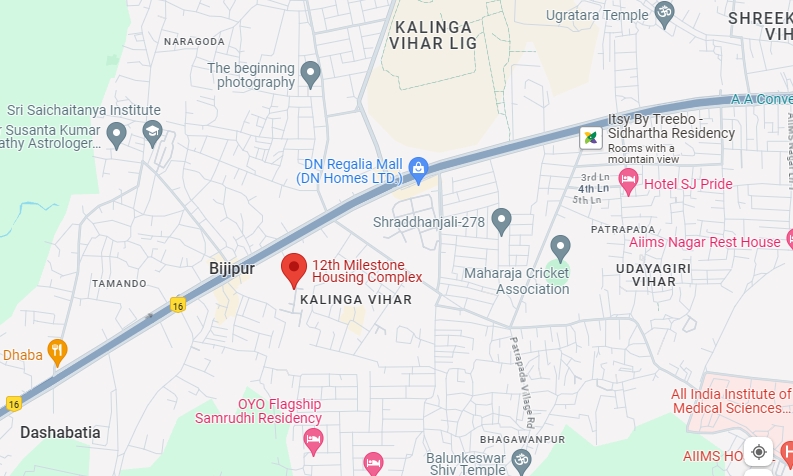 Ugratara Temple
SHREEK
VIH
KALINGA
VIHAR LIG
NARAGODA
The beginning
photography
A A Conve
Sri Saichaitanya Institute
r Susanta Kumar
athy Astrologer...
Itsy By Treebo -
Sidhartha Residency
Rooms with a
mountain view
AIIMS Nagar Ln
DN Regalia Mall
(DN Homes LTD.)
3rd Ln
4th Ln
5th Ln
Hotel SJ Pride
Shraddhanjali-278
PATRAPADA
Aiims Nagar Rest House
Bijipur
12th Milestone
Housing Complex
Maharaja Cricket
Association
UDAYAGIRI
VIHAR
TAMANDO
KALINGA VIHAR
16
Dhaba
Patrapada Village Rd
16
All India Institute of
Medical Sciences...
OYO Flagship
Samrudhi Residency
Dashabatia
BHAGAWANPUR
Balunkeswar
Shiv Temple
AIIMS HO
H